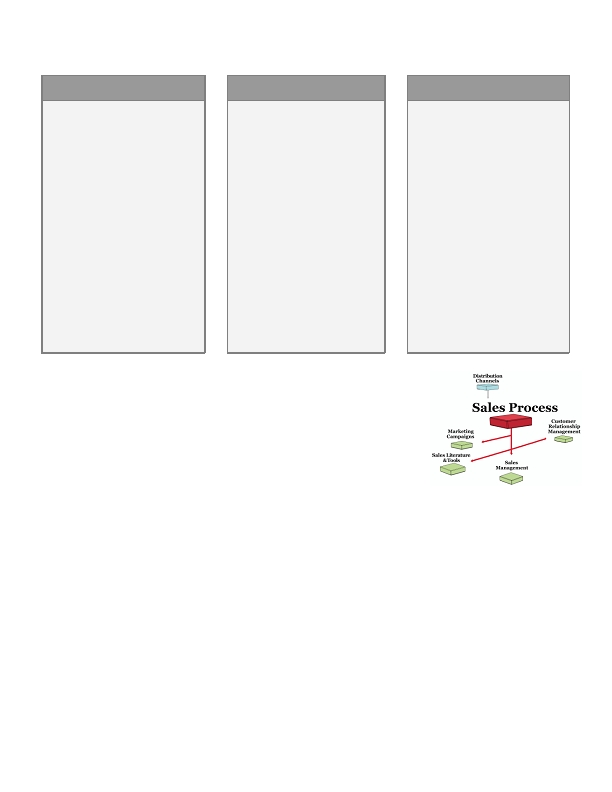 Distribution
Channels
Sales Process
Customer
Relationship
Management
Marketing
Campaigns
Sales Literature
&Tools
Sales
Management